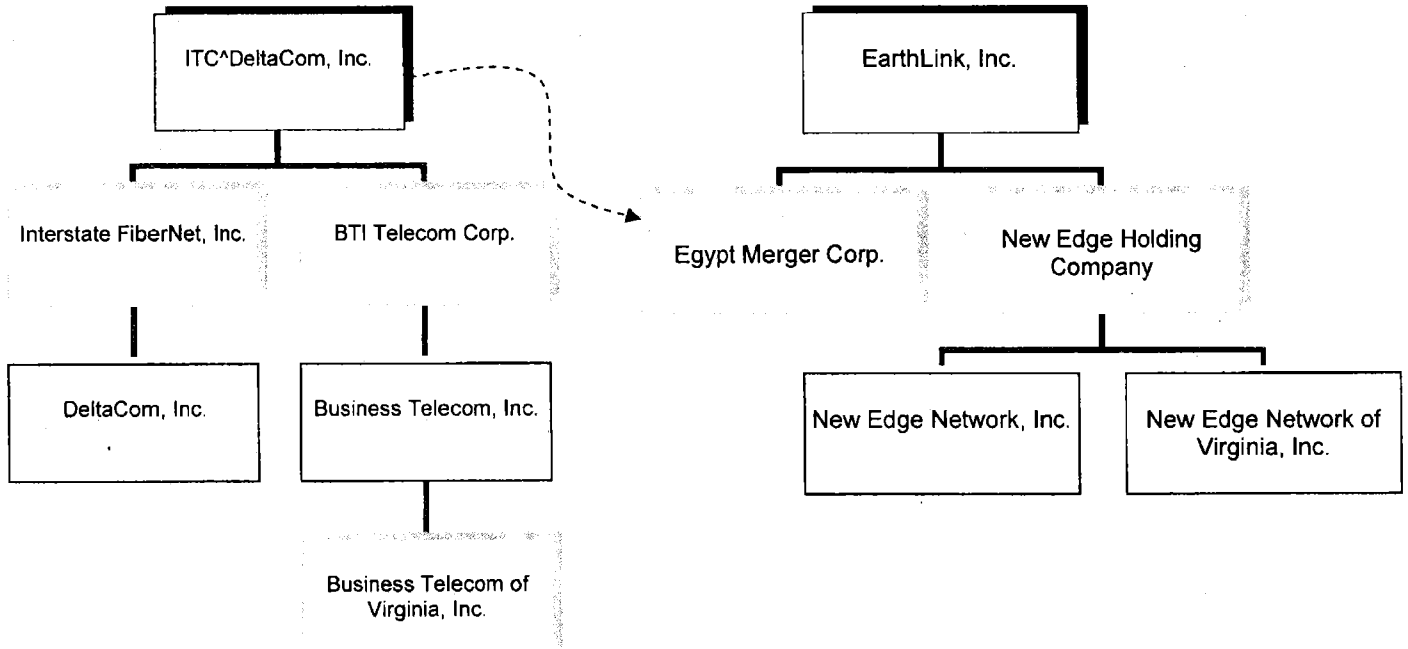 ITC^DeltaCom, Inc.
EarthLink, Inc.
Interstate FiberNet, Inc.
BTI Telecom Corp.
Egypt Merger Corp.
New Edge Holding
Company
DeltaCom, Inc.
Business Telecom, Inc.
New Edge Network, Inc.
New Edge Network of
Virginia, Inc.
Business Telecom of
Virginia, Inc.